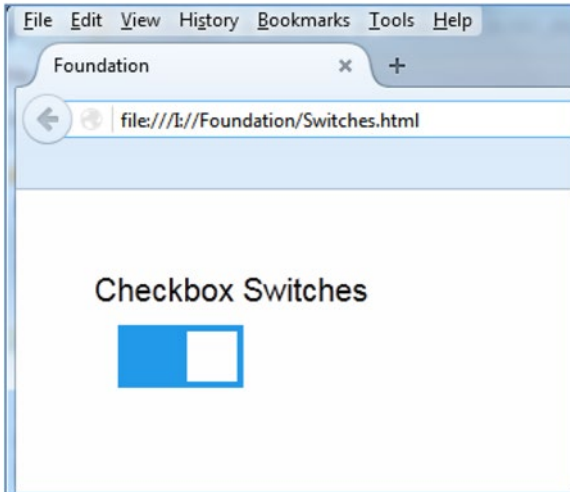 File Edit View History Bookmarks Tools Help
Foundation × +
file:///I://Foundation/Switches.html
Checkbox Switches